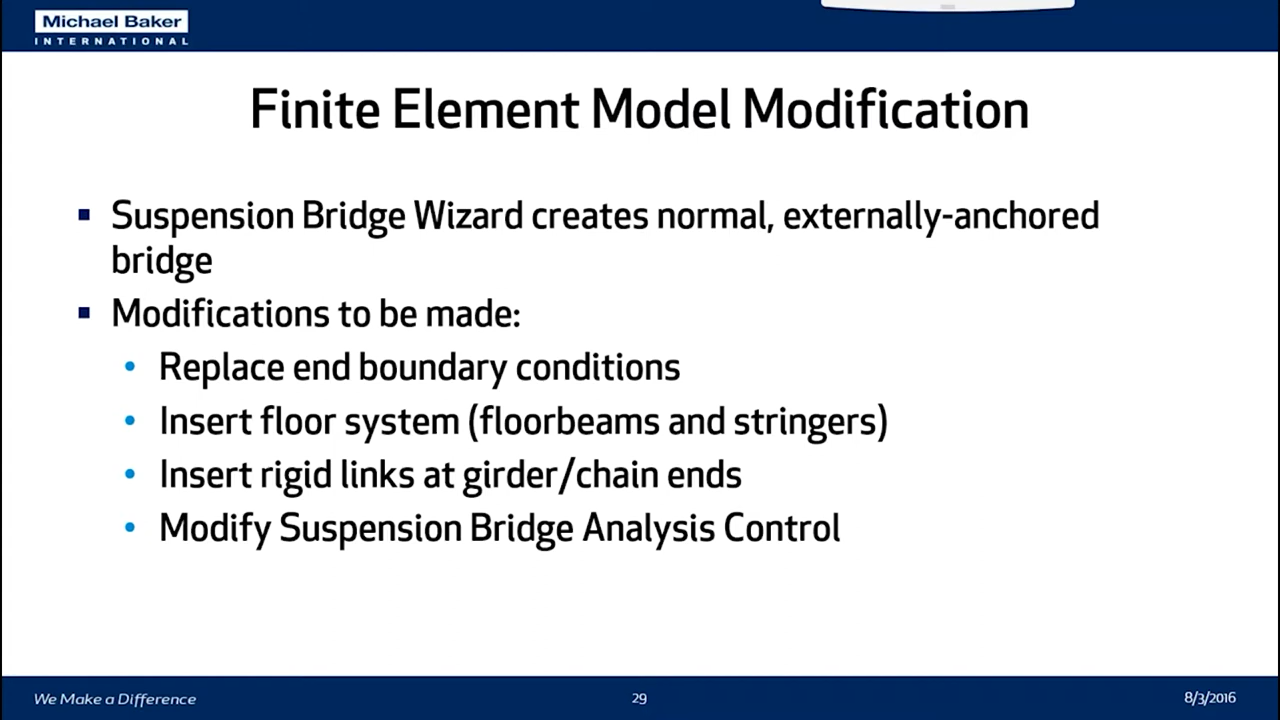 Michael Baker
INTERNATIONAL
Finite Element Model Modification
Suspension Bridge Wizard creates normal, externally-anchored
bridge
Modifications to be made:
Replace end boundary conditions
Insert floor system (floorbeams and stringers)
Insert rigid links at girder/chain ends
Modify Suspension Bridge Analysis Control
We Make a Difference
29
8/3/2016